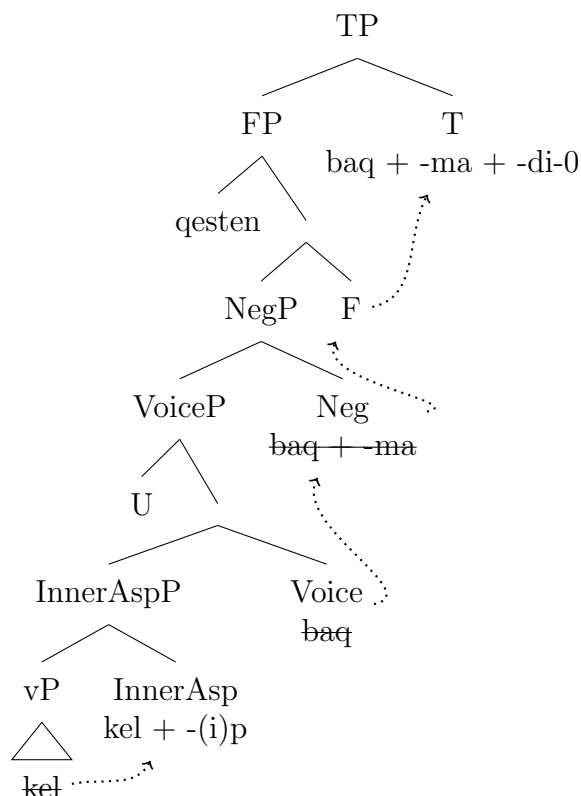 TP
FP T
baq + -ma + -di-0
qesten
NegP F
VoiceP Neg
baq + -ma
U
InnerAspP Voice
baq
vP InnerAsp
kel + -(i)p
kel